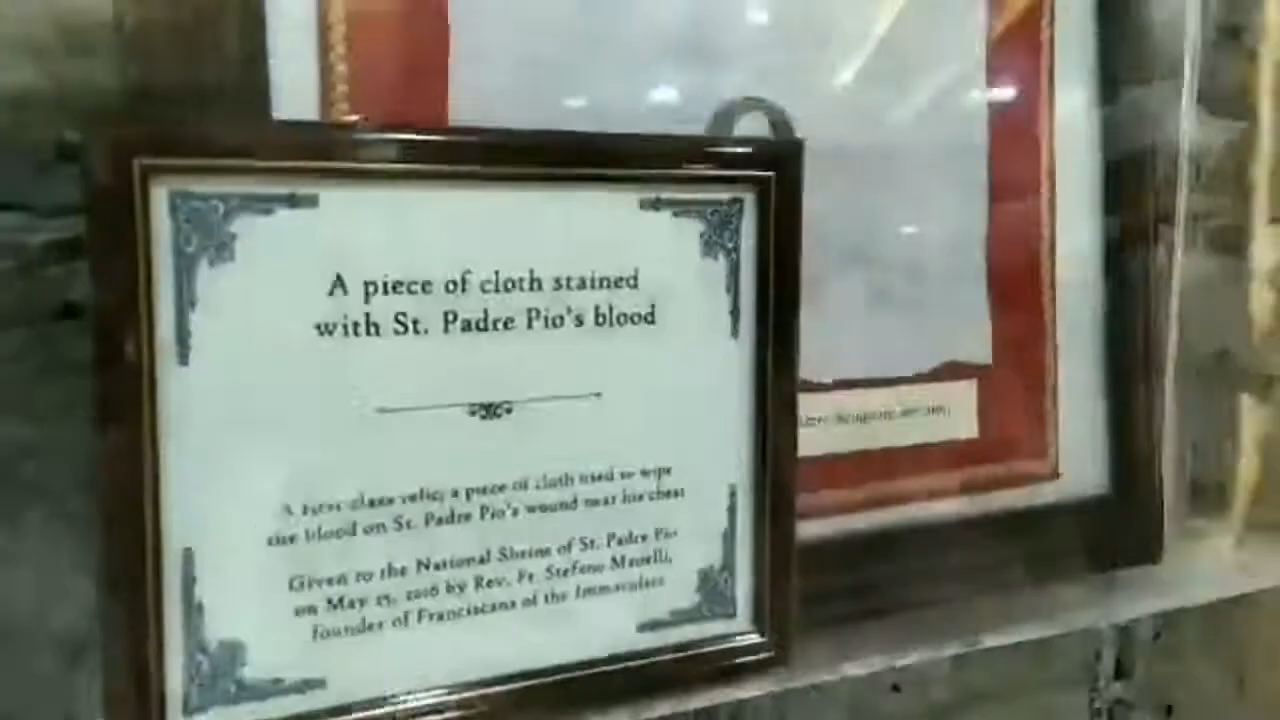 A piece of cloth stained
with St. Padre Pio's blood
A first class relic; a piece of cloth used to wipe
the blood on St. Padre Pio's wound near his chest
Given to the National Shrine of St. Padre Pio
on May 25, 2016 by Rev. Fr. Stefano Manelli,
founder of Franciscans of the Immaculate